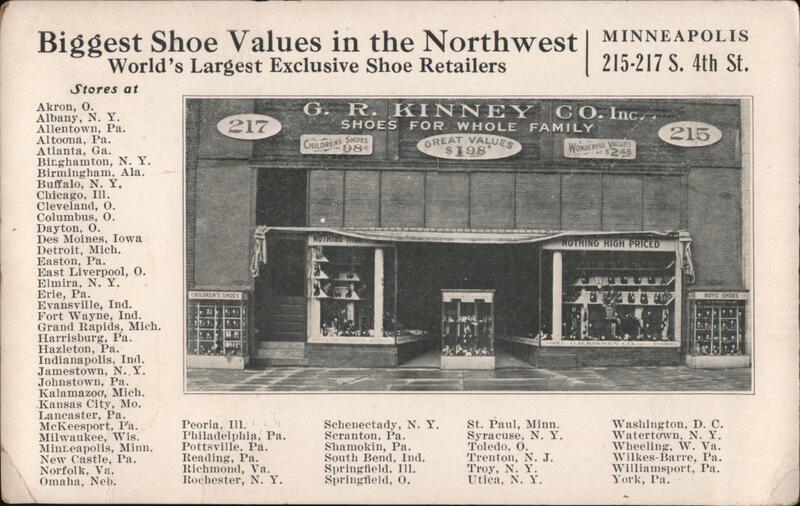 Biggest Shoe Values in the Northwest
World's Largest Exclusive Shoe Retailers
MINNEAPOLIS
215-217 S. 4th St.
Stores at
Akron, O.
Albany, N. Y.
Allentown, Pa.
Altoona, Pa.
Atlanta, Ga.
Binghamton, N. Y.
Birmingham, Ala.
Buffalo, N. Y.
Chicago, Ill.
Cleveland, O.
Columbus, O.
Dayton, O.
Des Moines, Iowa
Detroit, Mich.
Easton, Pa.
East Liverpool, O.
Elmira, N. Y.
Erie, Pa.
Evansville, Ind.
Fort Wayne, Ind.
Grand Rapids, Mich.
Harrisburg, Pa.
Hazleton, Pa.
Indianapolis, Ind.
Jamestown, N. Y.
Johnstown, Pa.
Kalamazoo, Mich.
Kansas City, Mo.
Lancaster, Pa.
McKeesport, Pa.
Milwaukee, Wis.
Minneapolis, Minn.
New Castle, Pa.
Norfolk, Va.
Omaha, Neb.
217
G. R. KINNEY CO. Inc.
SHOES FOR WHOLE FAMILY
215
CHILDRENS SHOES
98¢
GREAT VALUES
$1.98
WONDERFUL VALUES
AT $2.48
NOTHING HIGH
NOTHING HIGH PRICED
CHILDREN'S SHOES
BOYS' SHOES
G.R.KINNEY CO.
Peoria, Ill.
Philadelphia, Pa.
Pottsville, Pa.
Reading, Pa.
Richmond, Va.
Rochester, N. Y.
Schenectady, N. Y.
Scranton, Pa.
Shamokin, Pa.
South Bend, Ind.
Springfield, Ill.
Springfield, O.
St. Paul, Minn.
Syracuse, N. Y.
Toledo, O.
Trenton, N. J.
Troy, N. Y.
Utica, N. Y.
Washington, D. C.
Watertown, N. Y.
Wheeling, W. Va.
Wilkes-Barre, Pa.
Williamsport, Pa.
York, Pa.